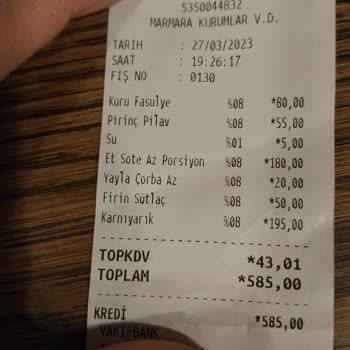 5350044832
MARMARA KURUMLAR V.D.
TARİH : 27/03/2023
SAAT : 19:26:17
FİŞ NO : 0130
Kuru Fasulye %08 *80,00
Pirinç Pilav %08 *55,00
Su %01 *5,00
Et Sote Az Porsiyon %08 *180,00
Yayla Çorba Az %08 *20,00
Firin Sütlaç %08 *50,00
Karnıyarık %08 *195,00
TOPKDV *43,01
TOPLAM *585,00
KREDİ *585,00
VAKIFBANK